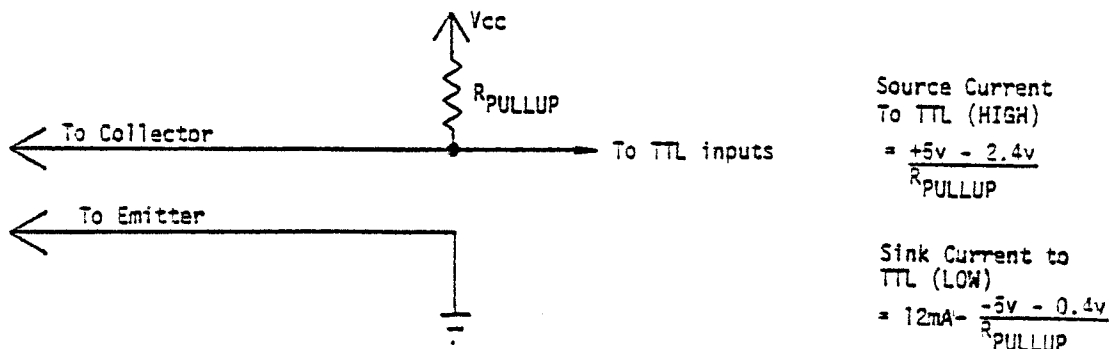 Vcc
RPULLUP
To Collector
To TTL inputs
To Emitter
Source Current
To TTL (HIGH)
= +5v - 2.4v
RPULLUP
Sink Current to
TTL (LOW)
= 12mA- -5v - 0.4v
RPULLUP